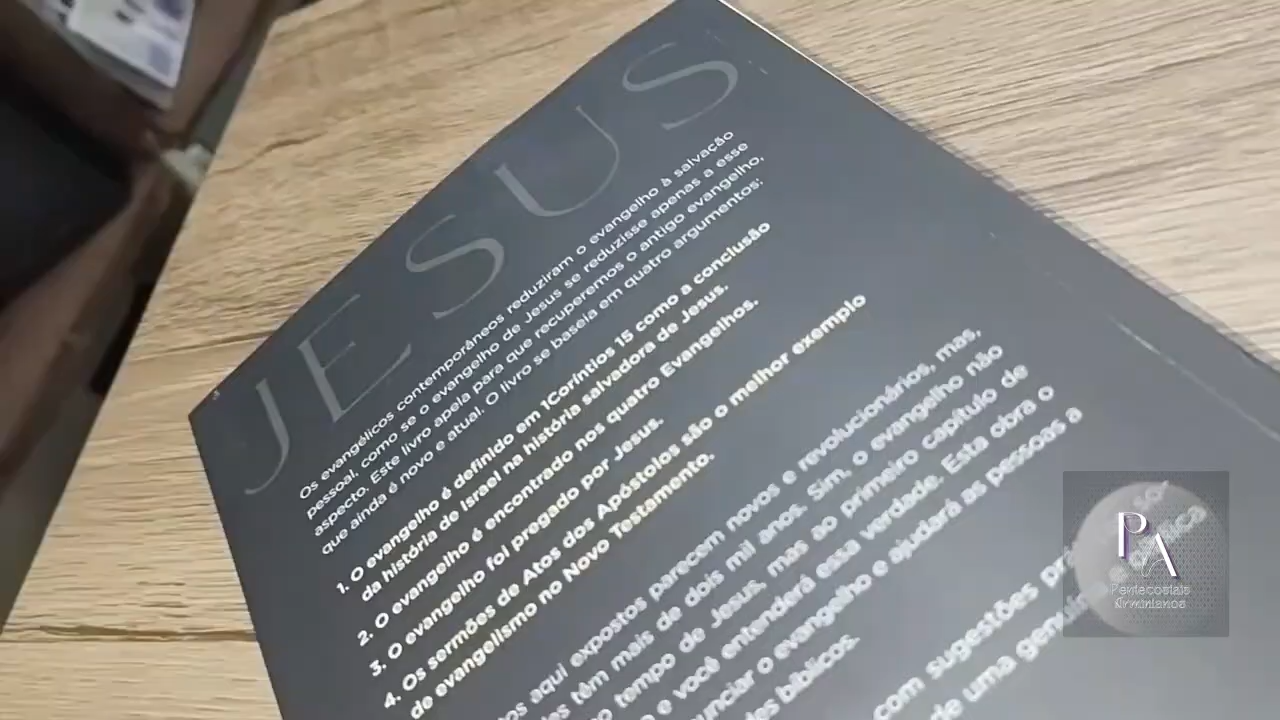 JESUS
Os evangélicos contemporâneos reduziram o evangelho à salvação
pessoal, como se o evangelho de Jesus se reduzisse apenas a esse
aspecto. Este livro apela para que recuperemos o antigo evangelho,
que ainda é novo e atual. O livro se baseia em quatro argumentos:
1. O evangelho é definido em 1Coríntios 15 como a conclusão
da história de Israel na história salvadora de Jesus.
2. O evangelho é encontrado nos quatro Evangelhos.
3. O evangelho foi pregado por Jesus.
4. Os sermões de Atos dos Apóstolos são o melhor exemplo
de evangelismo no Novo Testamento.
aqui expostos parecem novos e revolucionários, mas,
têm mais de dois mil anos. Sim, o evangelho não
tempo de Jesus, mas ao primeiro capítulo de
e você entenderá essa verdade. Esta obra o
o evangelho e ajudará as pessoas a
bíblicos.
com sugestões
de uma
PA
Pentecostais
Arminianos